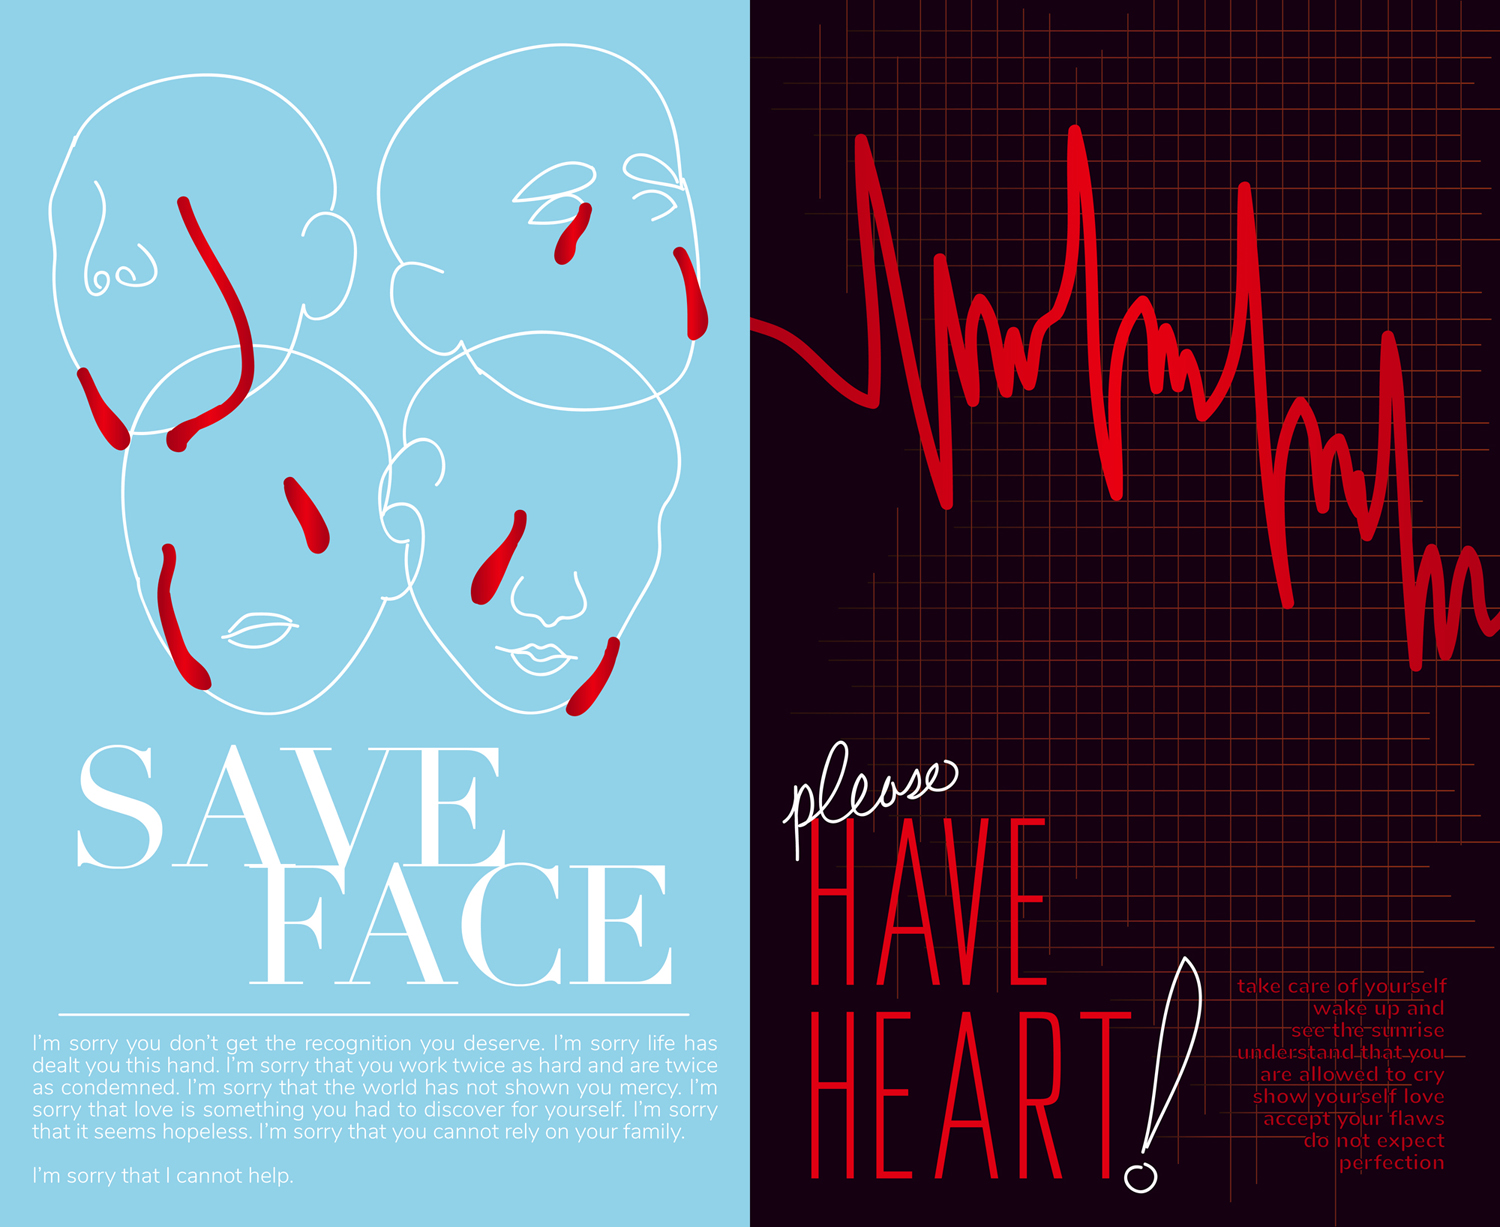 SAVE
FACE
I'm sorry you don't get the recognition you deserve. I'm sorry life has
dealt you this hand. I'm sorry that you work twice as hard and are twice
as condemned. I'm sorry that the world has not shown you mercy. I'm
sorry that love is something you had to discover for yourself. I'm sorry
that it seems hopeless. I'm sorry that you cannot rely on your family.
I'm sorry that I cannot help.
please
HAVE
HEART!
take care of yourself
wake up and
see the sunrise
understand that you
are allowed to cry
show yourself love
accept your flaws
do not expect
perfection